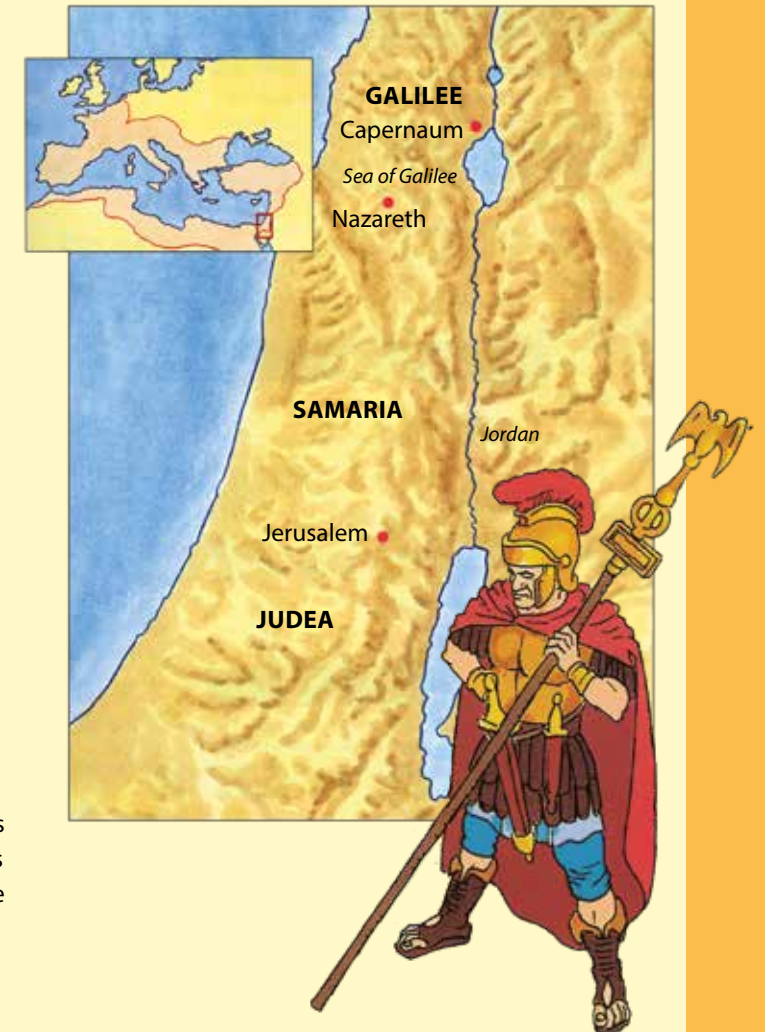 GALILEE
Capernaum
Sea of Galilee
Nazareth
SAMARIA
Jordan
Jerusalem
JUDEA